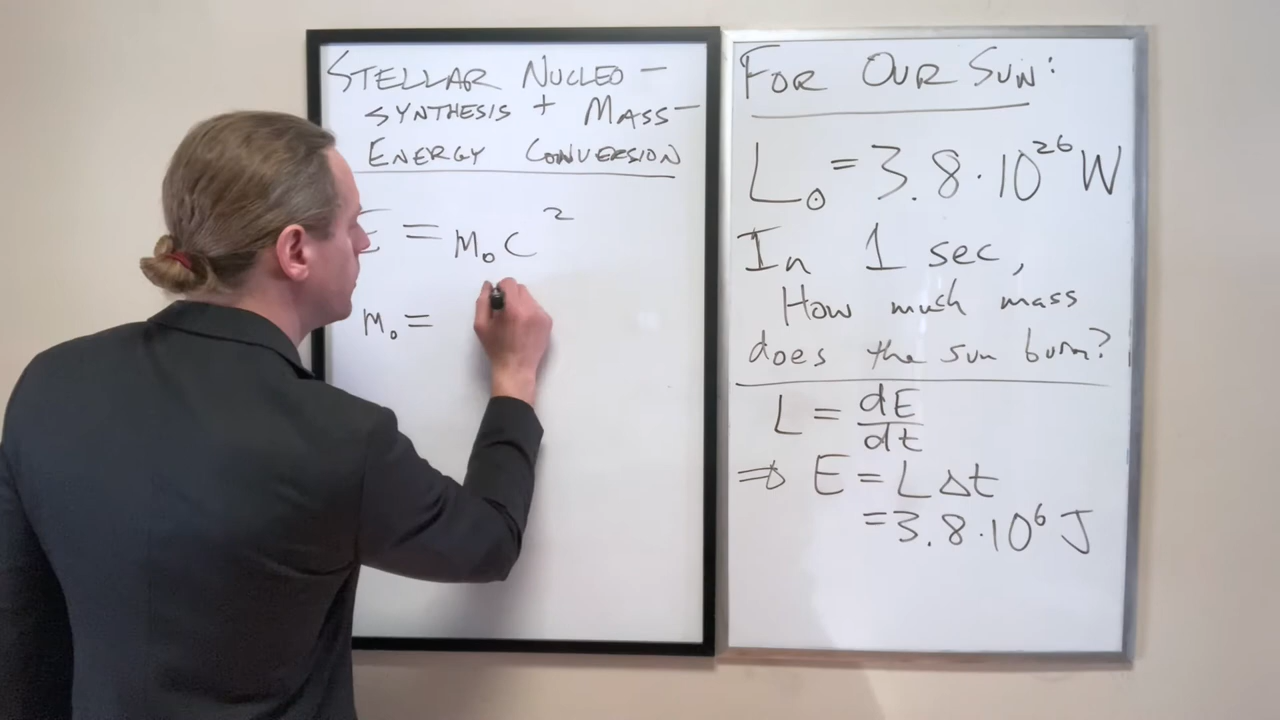 STELLAR NUCLEO-
SYNTHESIS + MASS-
ENERGY CONVERSION
E = m₀c²
m₀ =
FOR OUR SUN:
L⊙ = 3.8·10²⁶ W
In 1 sec,
How much mass
does the sun burn?
L = dE/dt
⇒ E = LΔt
= 3.8·10⁶ J